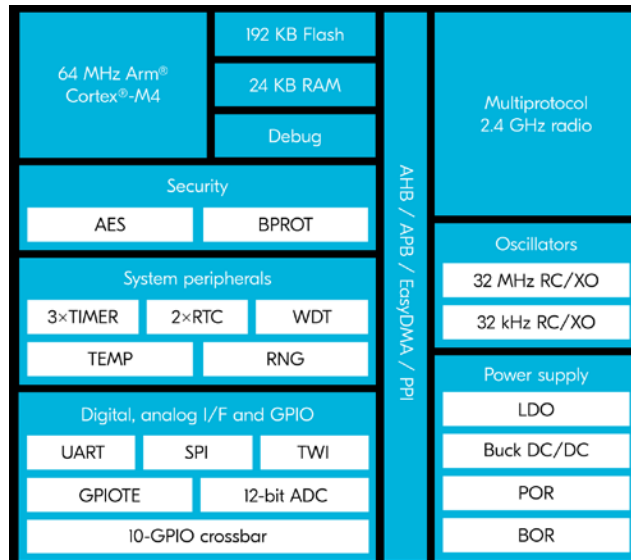 64 MHz Arm®
Cortex®-M4
192 KB Flash
24 KB RAM
Debug
Security
AES
BPROT
System peripherals
3×TIMER
2×RTC
WDT
TEMP
RNG
Digital, analog I/F and GPIO
UART
SPI
TWI
GPIOTE
12-bit ADC
10-GPIO crossbar
AHB / APB / EasyDMA / PPI
Multiprotocol
2.4 GHz radio
Oscillators
32 MHz RC/XO
32 kHz RC/XO
Power supply
LDO
Buck DC/DC
POR
BOR